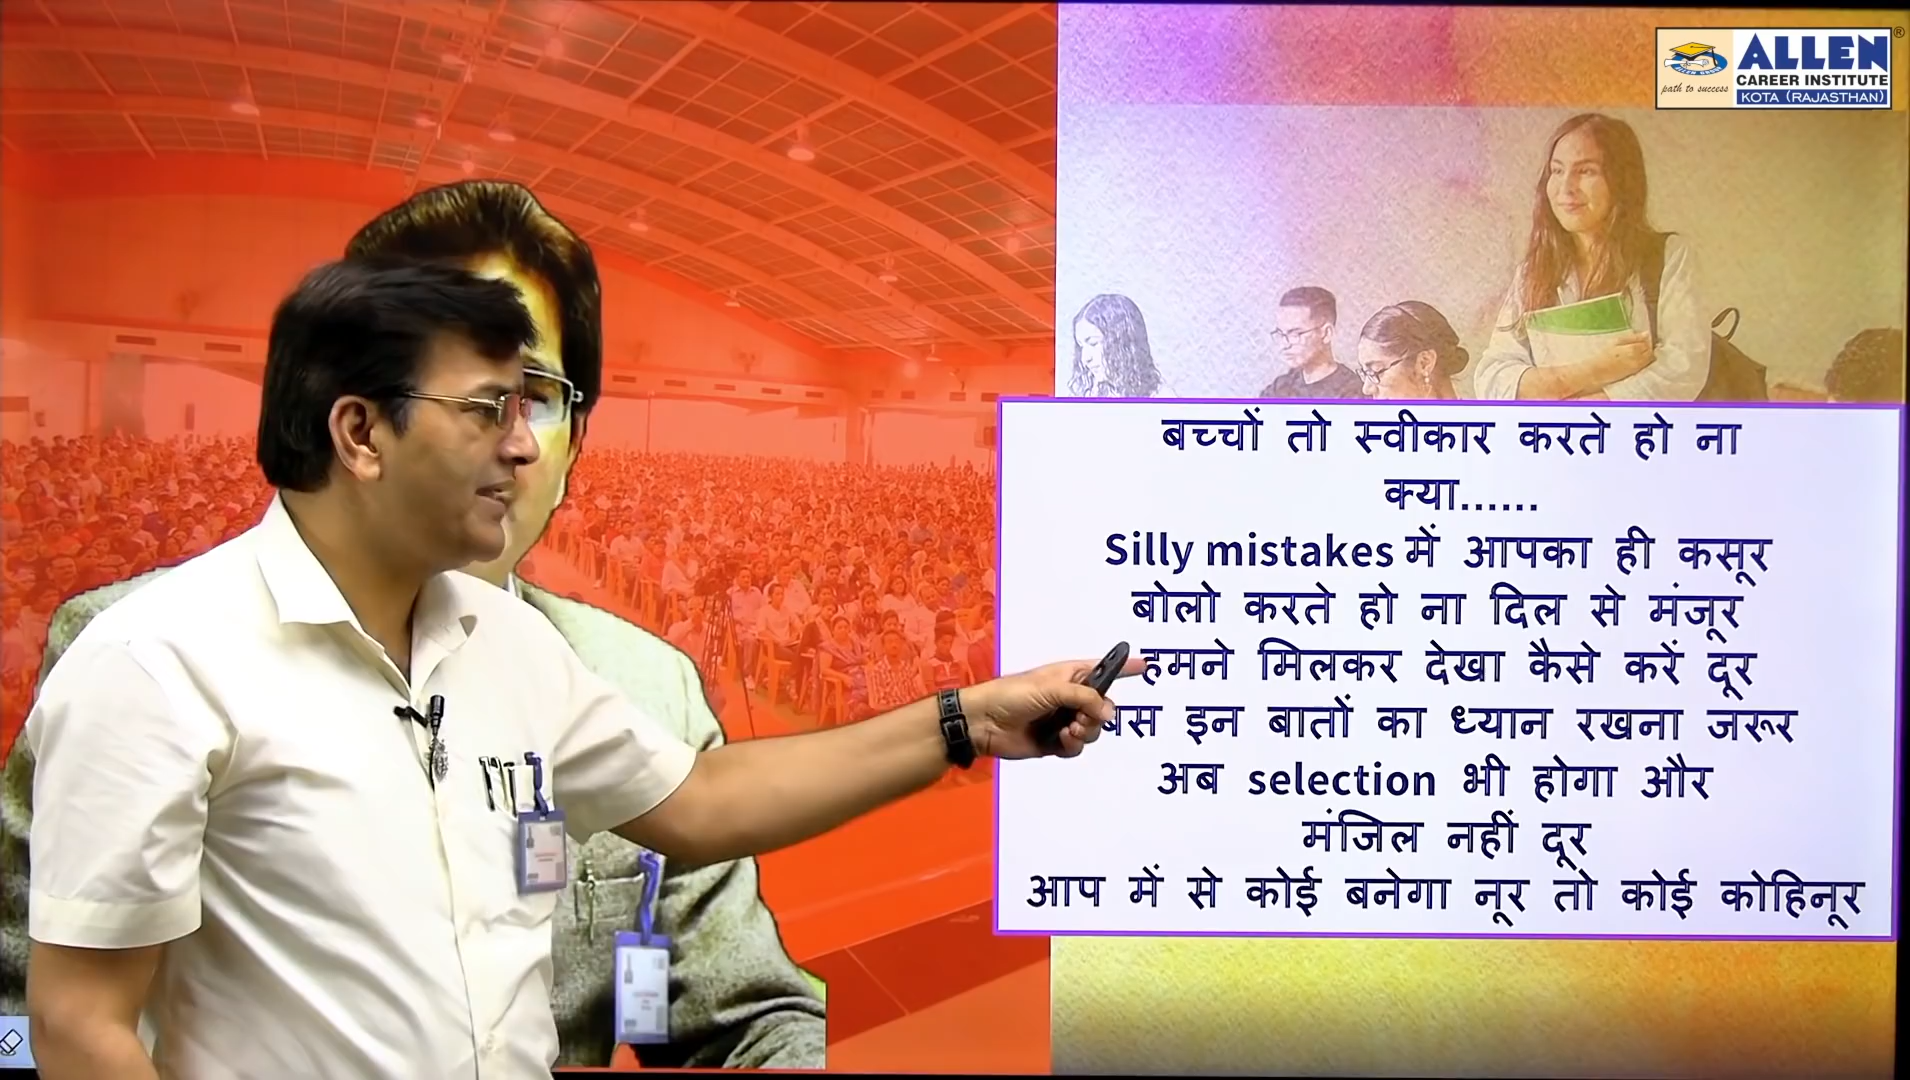 ALLEN
CAREER INSTITUTE
KOTA (RAJASTHAN)
path to success
®
बच्चों तो स्वीकार करते हो ना
क्या......
Silly mistakes में आपका ही कसूर
बोलो करते हो ना दिल से मंजूर
हमने मिलकर देखा कैसे करें दूर
बस इन बातों का ध्यान रखना जरूर
अब selection भी होगा और
मंजिल नहीं दूर
आप में से कोई बनेगा नूर तो कोई कोहिनूर